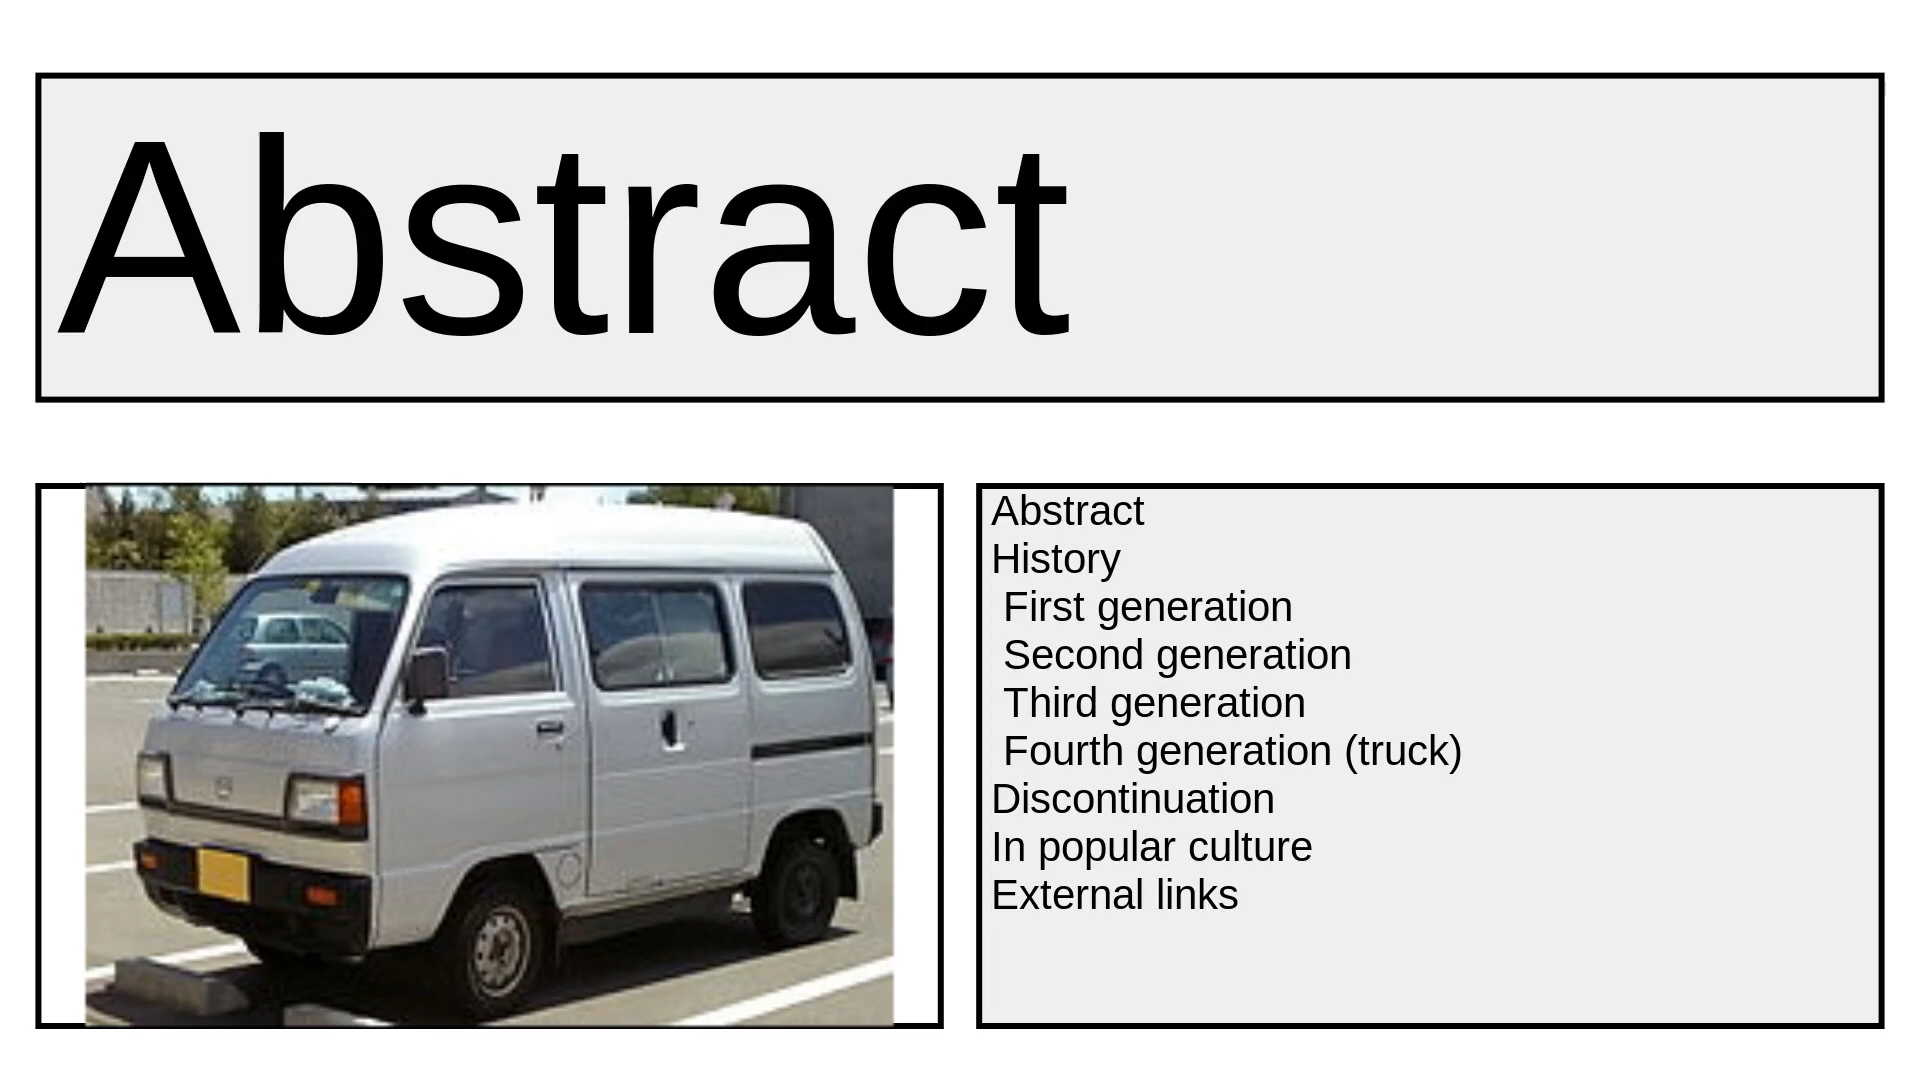 Abstract
Abstract
History
First generation
Second generation
Third generation
Fourth generation (truck)
Discontinuation
In popular culture
External links